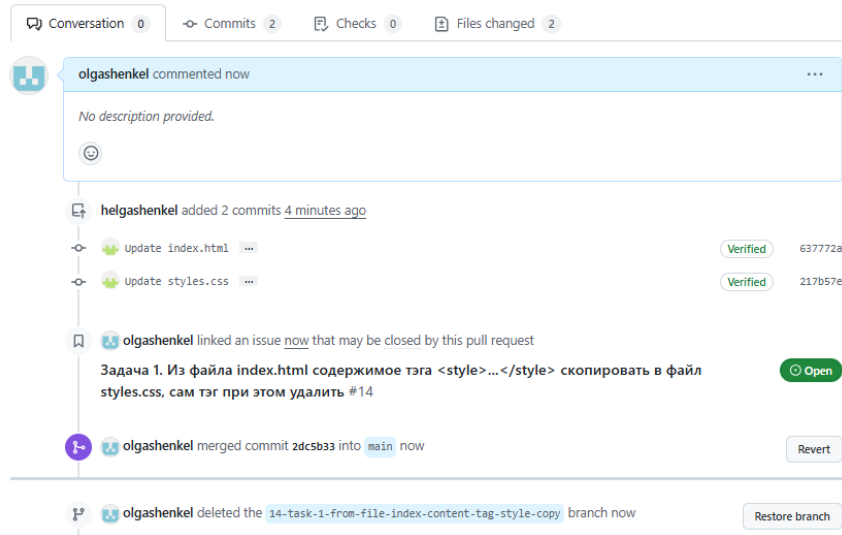 Conversation 0 Commits 2 Checks 0 Files changed 2
olgashenkel commented now ...
No description provided.
helgashenkel added 2 commits 4 minutes ago
Update index.html ... Verified 637772a
Update styles.css ... Verified 217b57e
olgashenkel linked an issue now that may be closed by this pull request
Задача 1. Из файла index.html содержимое тэга <style>...</style> скопировать в файл Open
styles.css, сам тэг при этом удалить #14
olgashenkel merged commit 2dc5b33 into main now Revert
olgashenkel deleted the 14-task-1-from-file-index-content-tag-style-copy branch now Restore branch